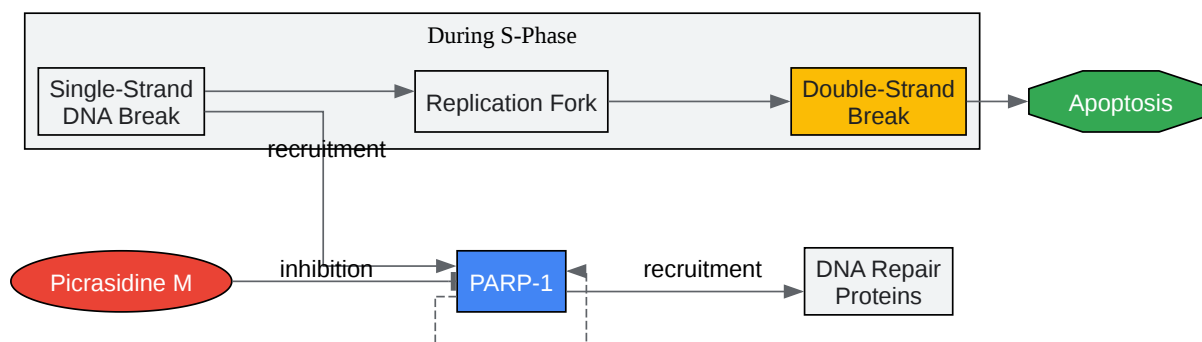 During S-Phase
Single-Strand
DNA Break
Replication Fork
Double-Strand
Break
Apoptosis
recruitment
Picrasidine M
inhibition
PARP-1
recruitment
DNA Repair
Proteins